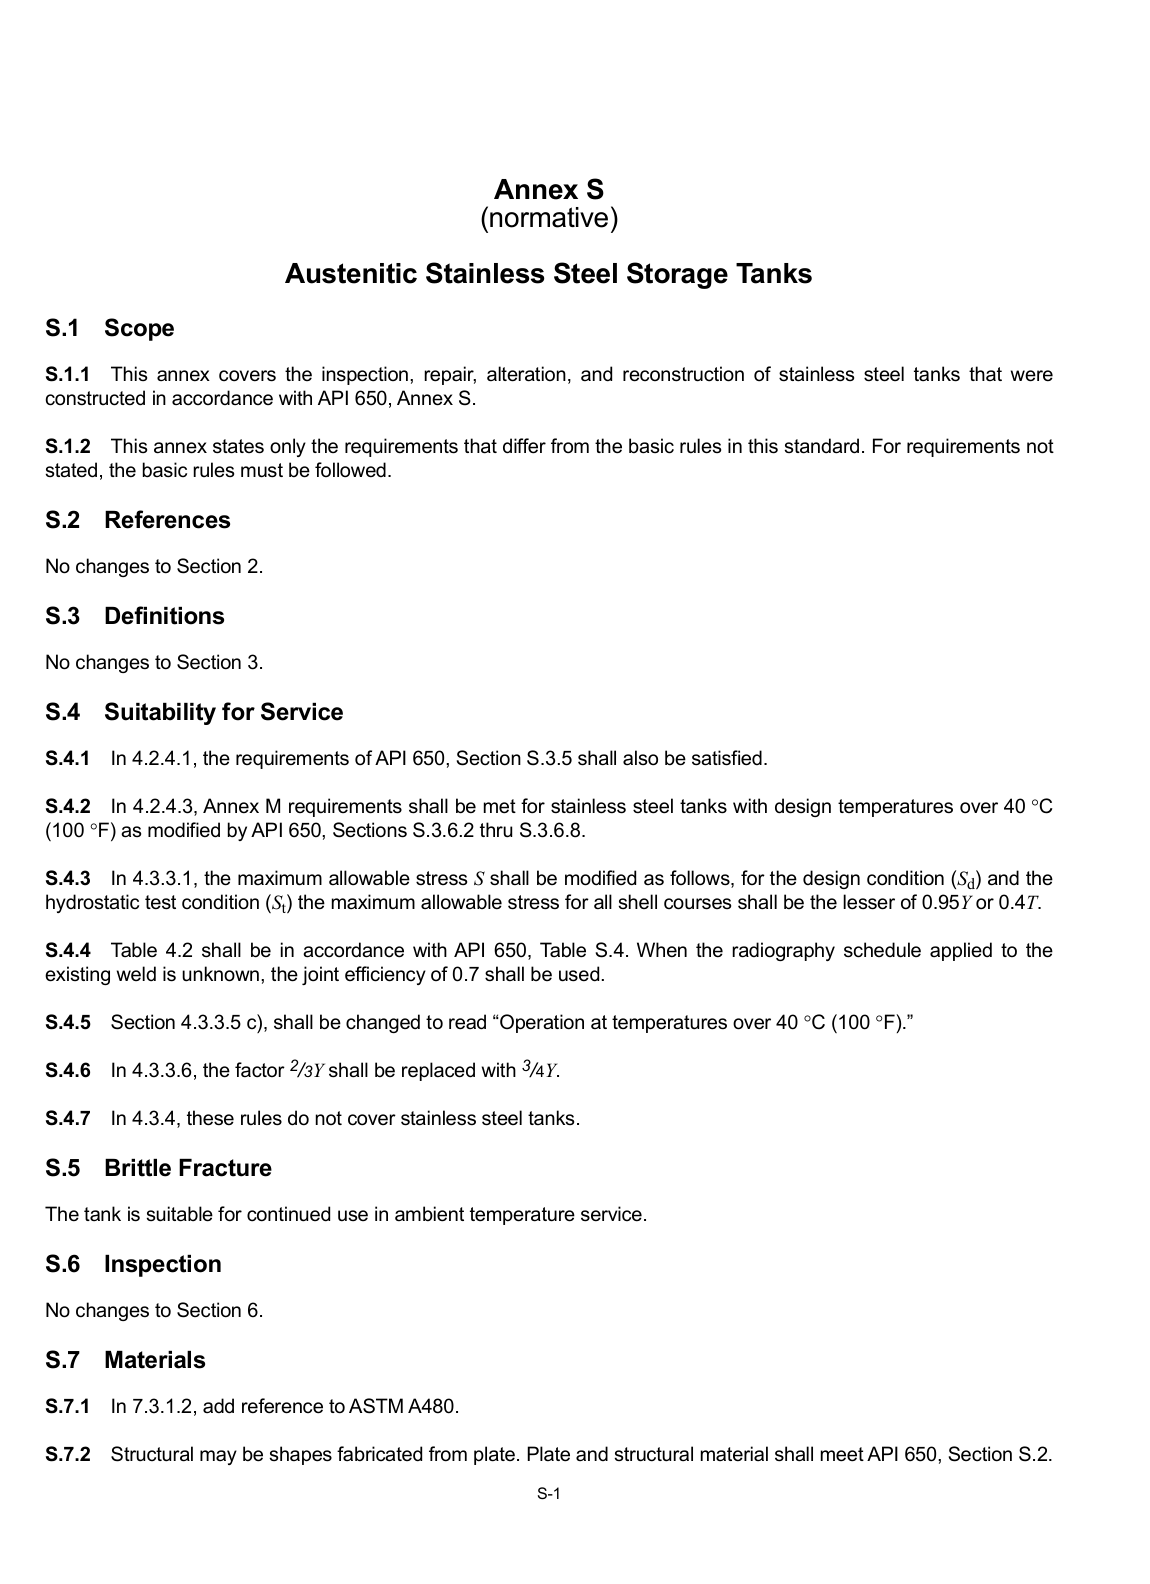 Annex S
(normative)
Austenitic Stainless Steel Storage Tanks
S.1 Scope
S.1.1 This annex covers the inspection, repair, alteration, and reconstruction of stainless steel tanks that were
constructed in accordance with API 650, Annex S.
S.1.2 This annex states only the requirements that differ from the basic rules in this standard. For requirements not
stated, the basic rules must be followed.
S.2 References
No changes to Section 2.
S.3 Definitions
No changes to Section 3.
S.4 Suitability for Service
S.4.1 In 4.2.4.1, the requirements of API 650, Section S.3.5 shall also be satisfied.
S.4.2 In 4.2.4.3, Annex M requirements shall be met for stainless steel tanks with design temperatures over 40 °C
(100 °F) as modified by API 650, Sections S.3.6.2 thru S.3.6.8.
S.4.3 In 4.3.3.1, the maximum allowable stress S shall be modified as follows, for the design condition (Sd) and the
hydrostatic test condition (St) the maximum allowable stress for all shell courses shall be the lesser of 0.95Y or 0.4T.
S.4.4 Table 4.2 shall be in accordance with API 650, Table S.4. When the radiography schedule applied to the
existing weld is unknown, the joint efficiency of 0.7 shall be used.
S.4.5 Section 4.3.3.5 c), shall be changed to read “Operation at temperatures over 40 °C (100 °F).”
S.4.6 In 4.3.3.6, the factor 2/3Y shall be replaced with 3/4Y.
S.4.7 In 4.3.4, these rules do not cover stainless steel tanks.
S.5 Brittle Fracture
The tank is suitable for continued use in ambient temperature service.
S.6 Inspection
No changes to Section 6.
S.7 Materials
S.7.1 In 7.3.1.2, add reference to ASTM A480.
S.7.2 Structural may be shapes fabricated from plate. Plate and structural material shall meet API 650, Section S.2.
S-1